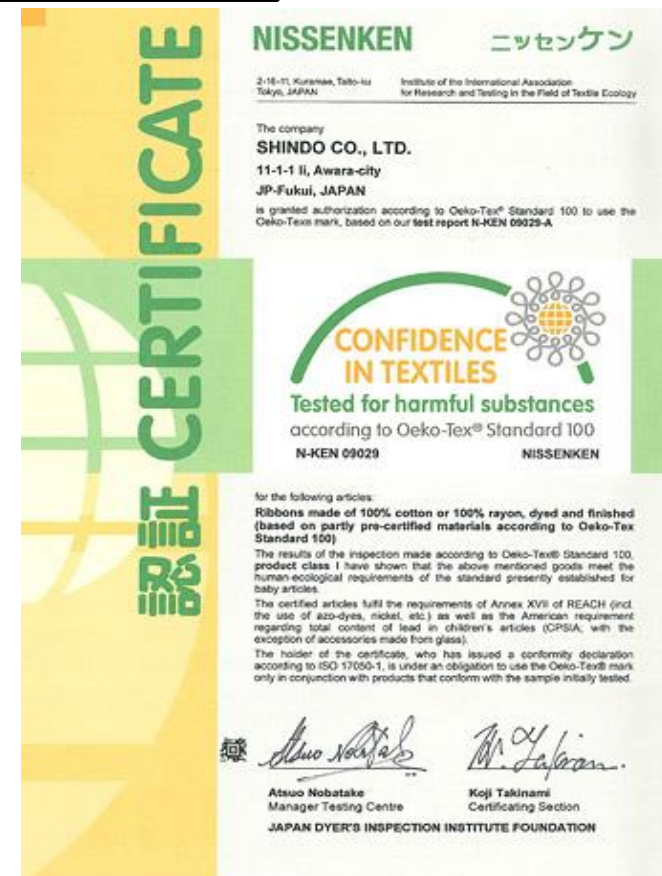 CERTIFICATE
NISSENKEN ニッセンケン
2-16-11, Kuramae, Taito-ku
Tokyo, JAPAN
Institute of the International Association
for Research and Testing in the Field of Textile Ecology
The company
SHINDO CO., LTD.
11-1-1 Ii, Awara-city
JP-Fukui, JAPAN
is granted authorization according to Oeko-Tex® Standard 100 to use the
Oeko-Tex® mark, based on our test report N-KEN 09029-A
CONFIDENCE
IN TEXTILES
Tested for harmful substances
according to Oeko-Tex® Standard 100
N-KEN 09029 NISSENKEN
for the following articles:
Ribbons made of 100% cotton or 100% rayon, dyed and finished
(based on partly pre-certified materials according to Oeko-Tex
Standard 100)
The results of the inspection made according to Oeko-Tex® Standard 100,
product class I have shown that the above mentioned goods meet the
human-ecological requirements of the standard presently established for
baby articles.
The certified articles fulfil the requirements of Annex XVII of REACH (incl.
the use of azo-dyes, nickel, etc.) as well as the American requirement
regarding total content of lead in children's articles (CPSIA, with the
exception of accessories made from glass).
The holder of the certificate, who has issued a conformity declaration
according to ISO 17050-1, is under an obligation to use the Oeko-Tex® mark
only in conjunction with products that conform with the sample initially tested.
Atsuo Nobatake
Manager Testing Centre
Koji Takinami
Certificating Section
JAPAN DYER'S INSPECTION INSTITUTE FOUNDATION